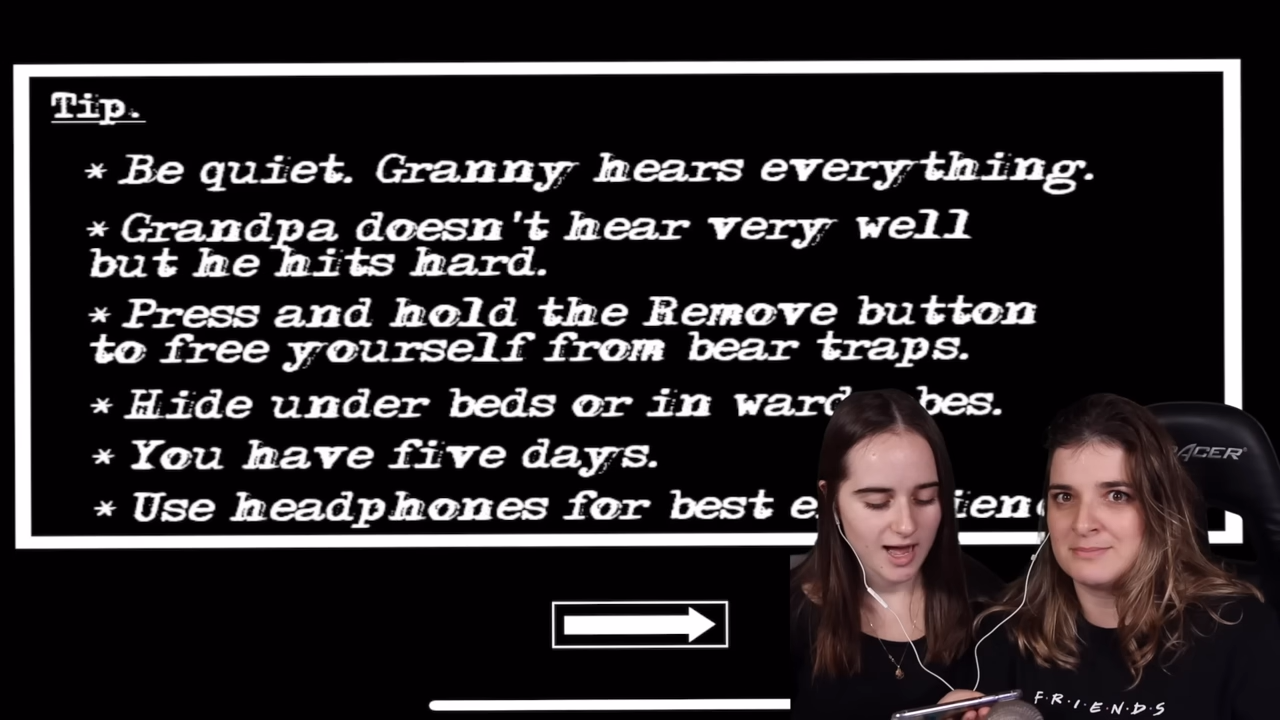 Tip.
* Be quiet. Granny hears everything.
* Grandpa doesn't hear very well
but he hits hard.
* Press and hold the Remove button
to free yourself from bear traps.
* Hide under beds or in wardrobes.
* You have five days.
* Use headphones for best experience
ACER
F·R·I·E·N·D·S